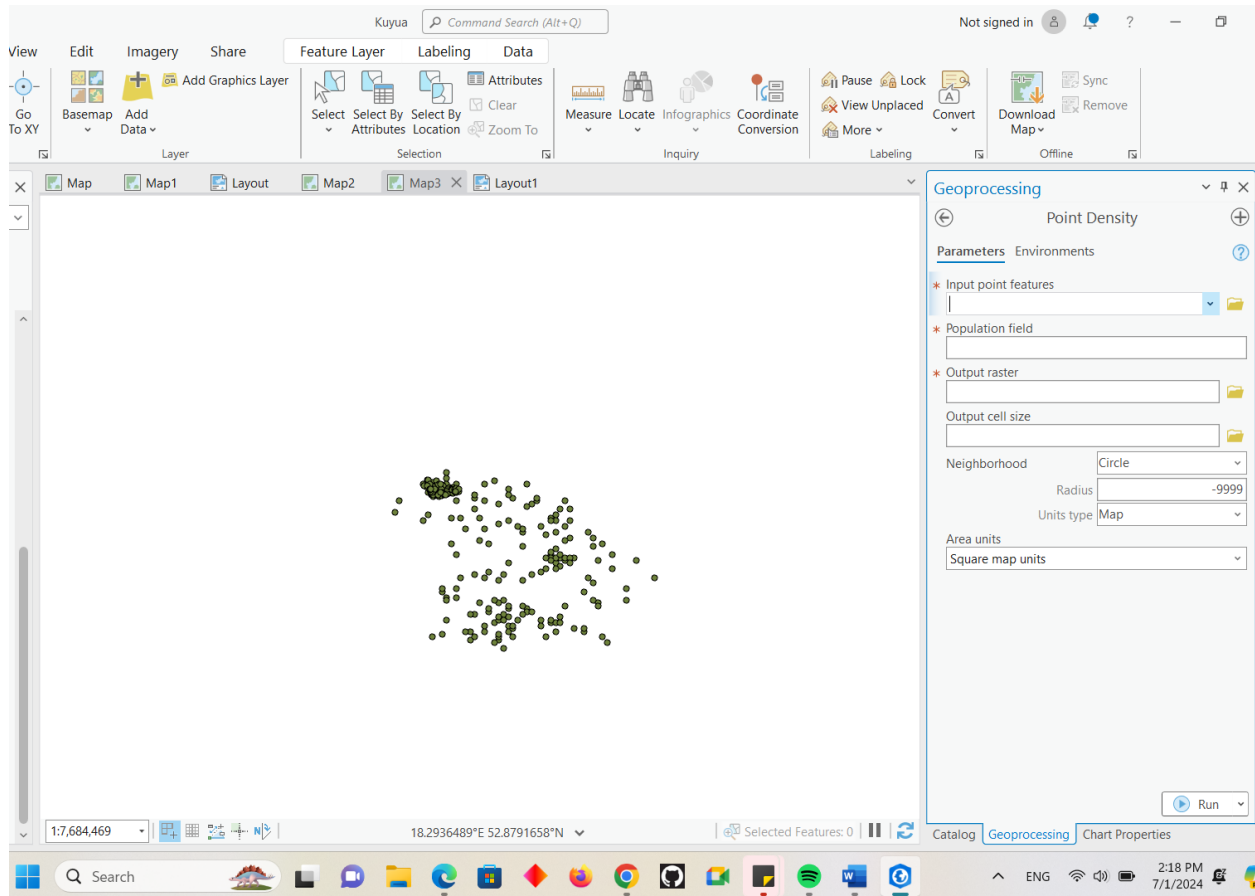 Kuyua
Command Search (Alt+Q)
Not signed in
?
View Edit Imagery Share Feature Layer Labeling Data
Go To XY
Basemap
Add Data
Add Graphics Layer
Layer
Select
Select By Attributes
Select By Location
Attributes
Clear
Zoom To
Selection
Measure
Locate
Infographics
Coordinate Conversion
Inquiry
Pause
Lock
View Unplaced
More
Convert
Labeling
Download Map
Sync
Remove
Offline
Map
Map1
Layout
Map2
Map3
Layout1
Geoprocessing
Point Density
Parameters Environments
?
* Input point features
* Population field
* Output raster
Output cell size
Neighborhood Circle
Radius -9999
Units type Map
Area units
Square map units
Run
1:7,684,469
18.2936489°E 52.8791658°N
Selected Features: 0
Catalog Geoprocessing Chart Properties
Search
ENG
2:18 PM
7/1/2024